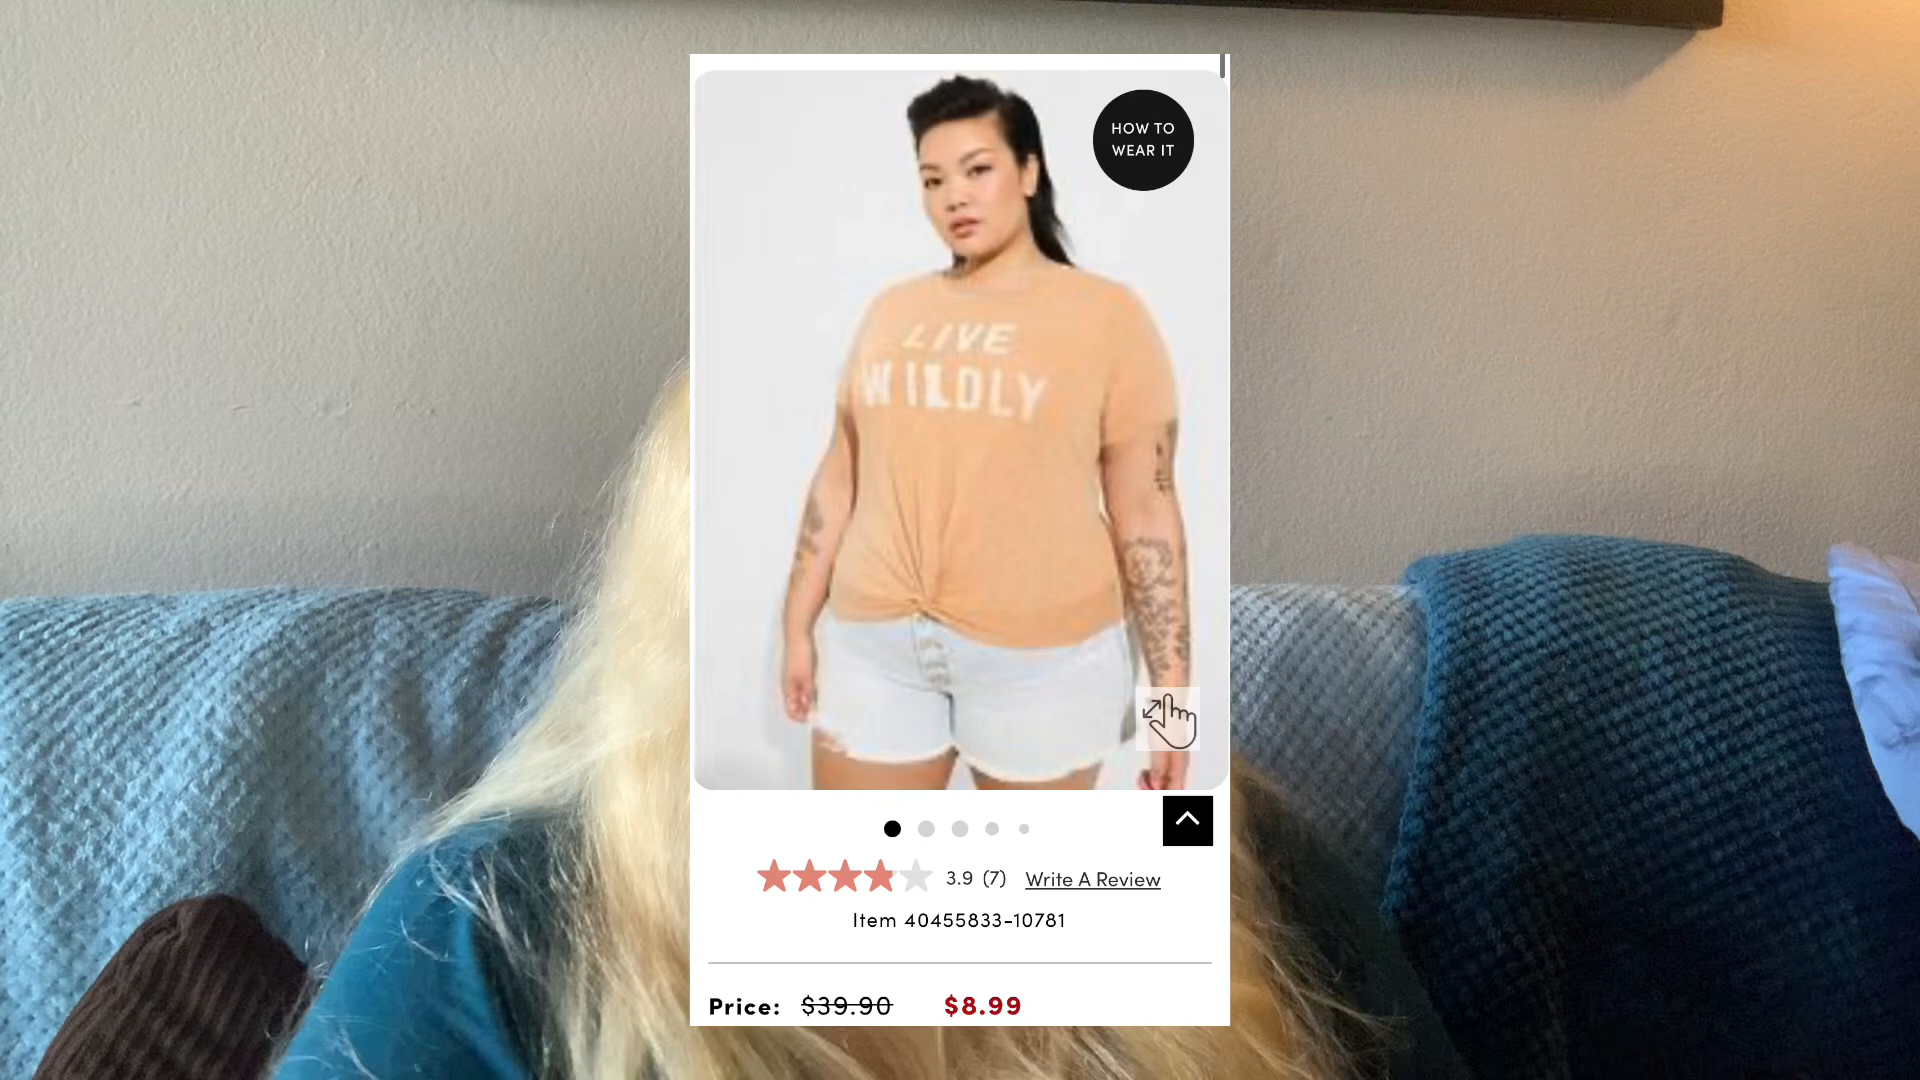 HOW TO
WEAR IT
LIVE
WILDLY
3.9 (7) Write A Review
Item 40455833-10781
Price: $39.90 $8.99